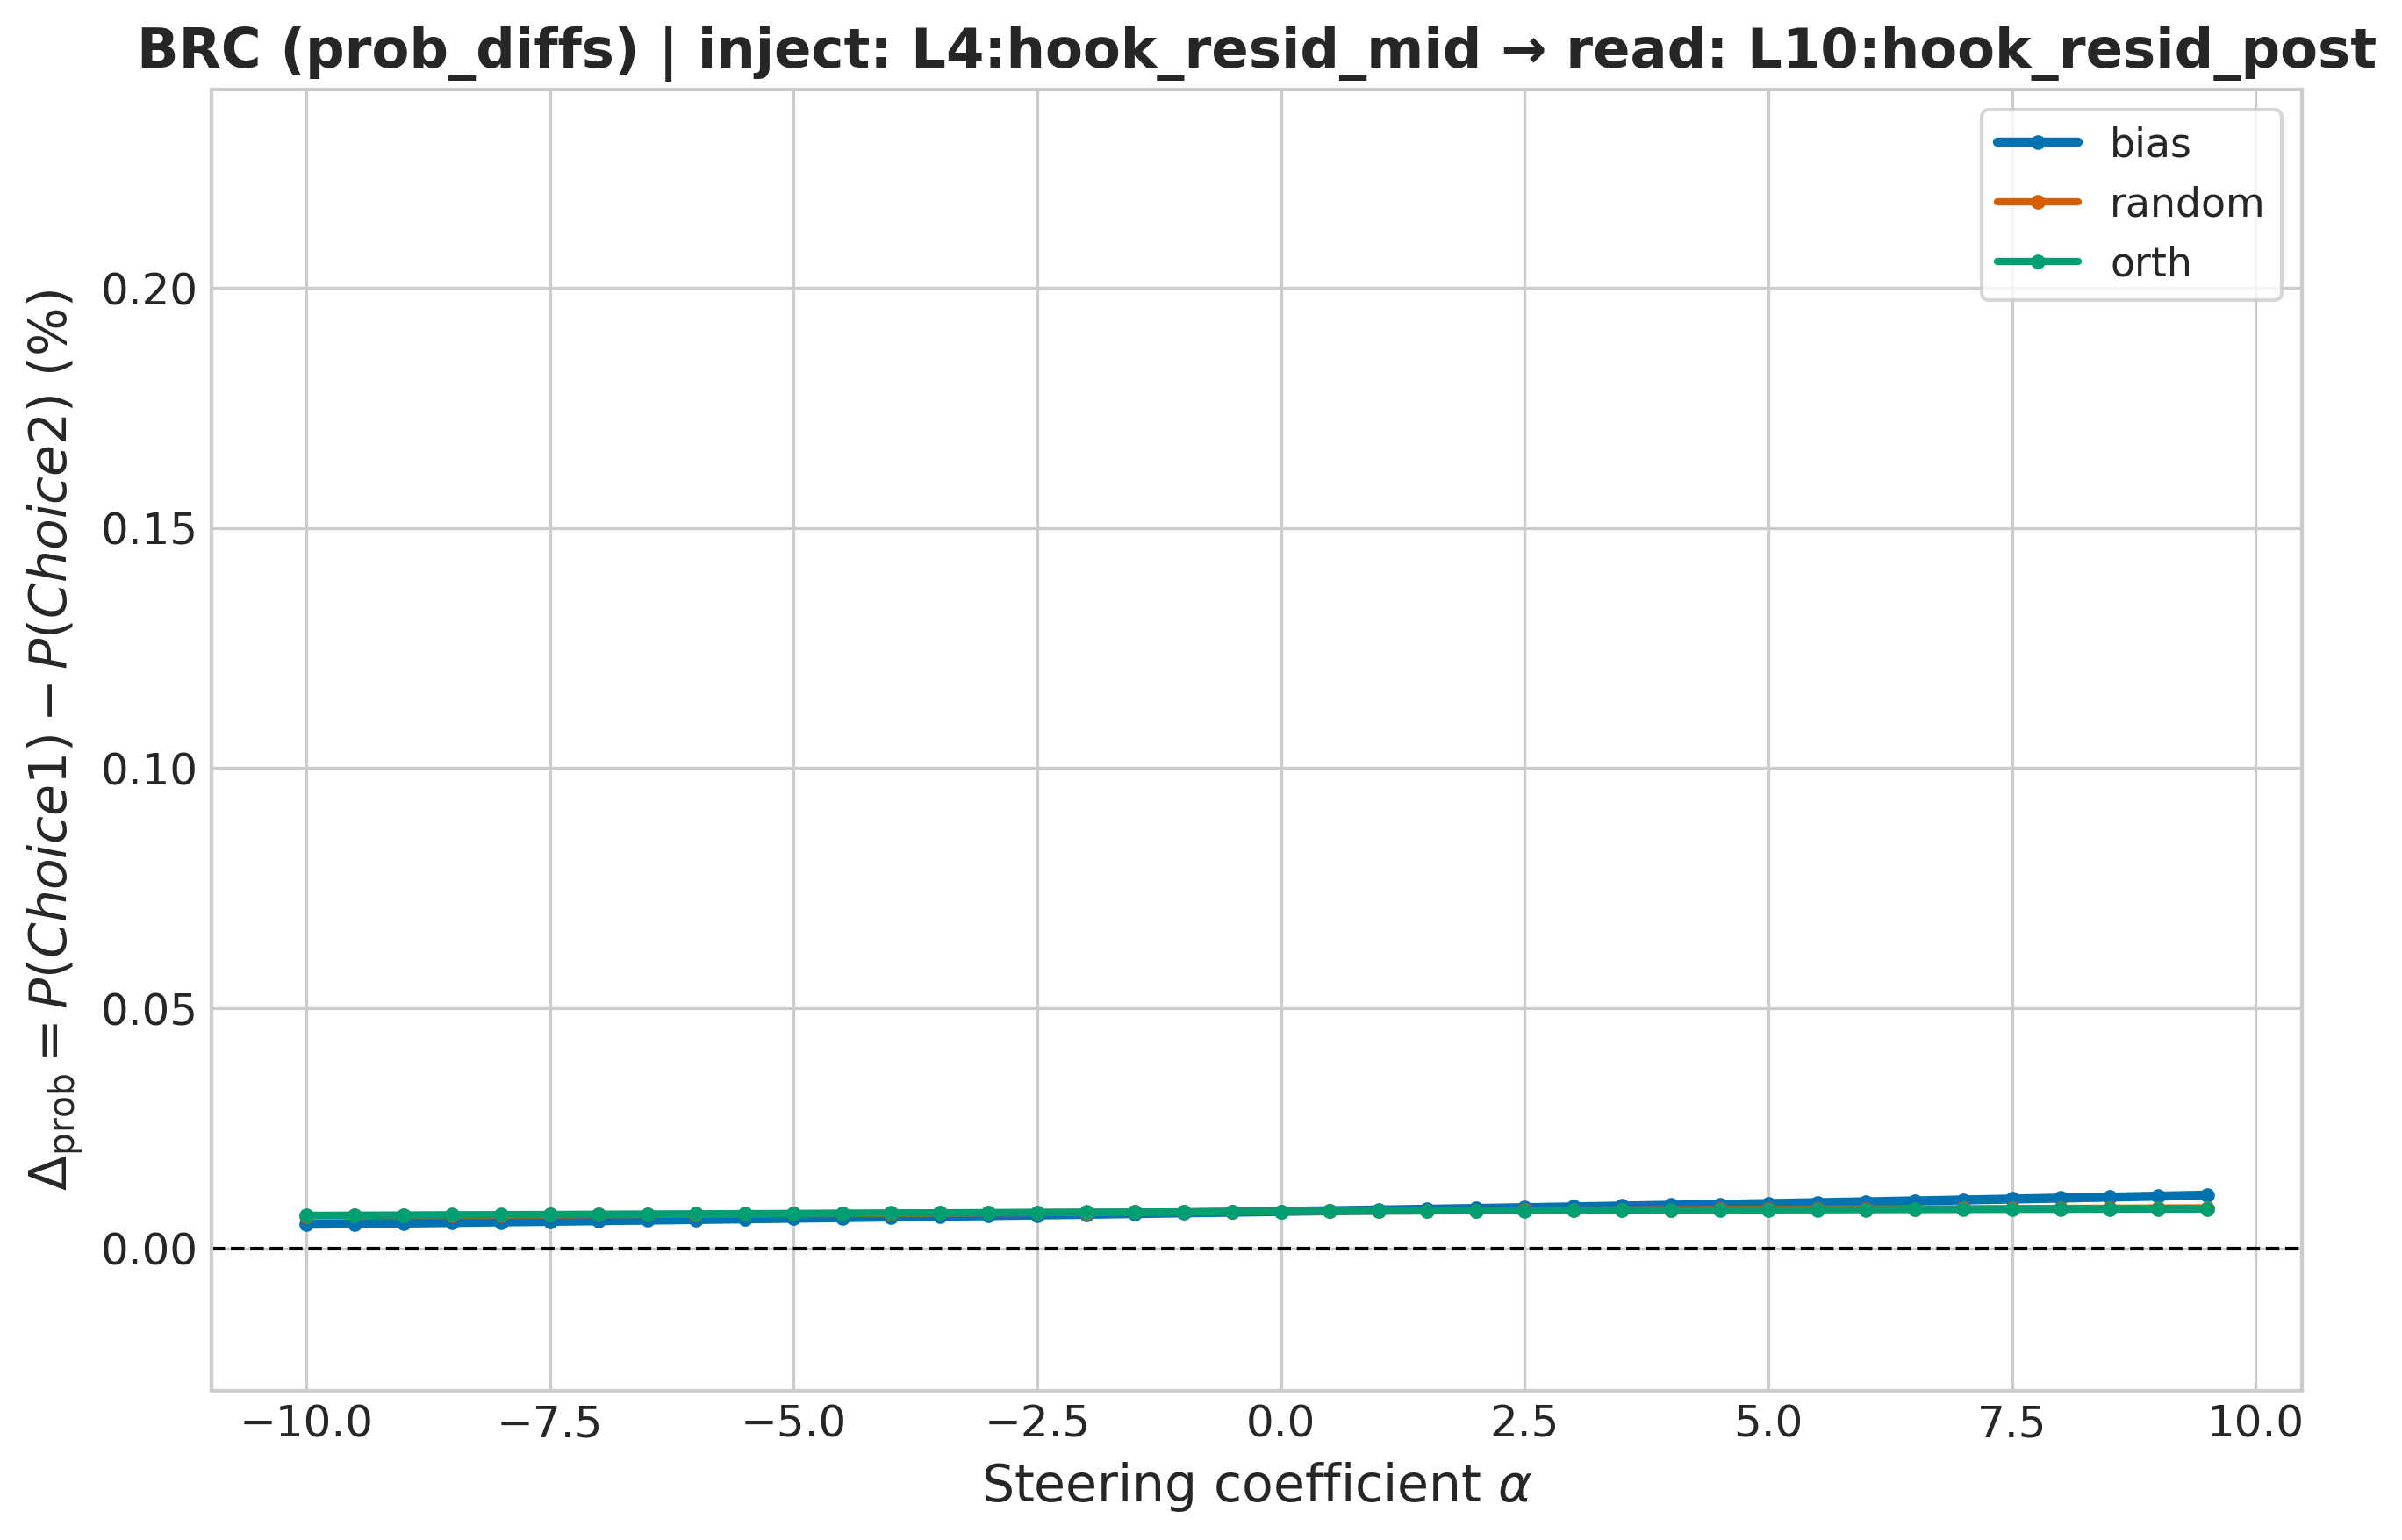 BRC (prob_diffs) | inject: L4:hook_resid_mid → read: L10:hook_resid_post
bias
random
orth
Δprob = P(Choice1) − P(Choice2) (%)
0.20
0.15
0.10
0.05
0.00
−10.0 −7.5 −5.0 −2.5 0.0 2.5 5.0 7.5 10.0
Steering coefficient α